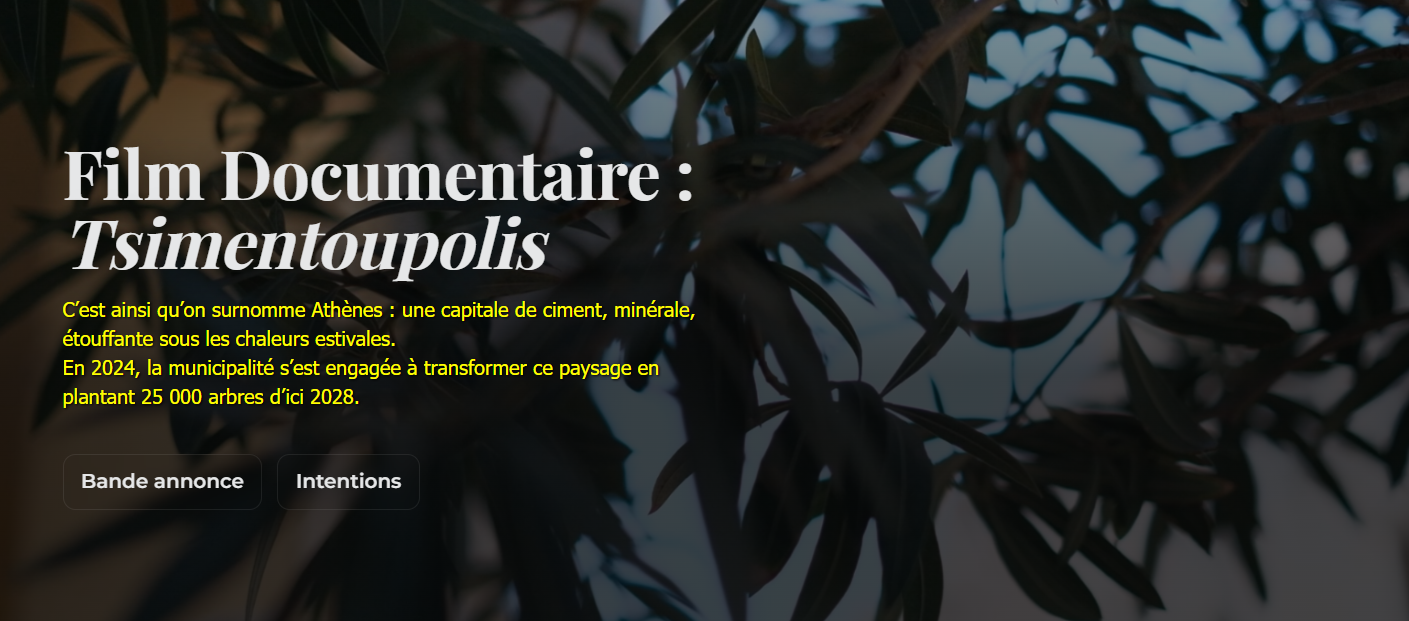 Film Documentaire :
Tsimentoupolis
C’est ainsi qu’on surnomme Athènes : une capitale de ciment, minérale,
étouffante sous les chaleurs estivales.
En 2024, la municipalité s’est engagée à transformer ce paysage en
plantant 25 000 arbres d’ici 2028.
Bande annonce Intentions